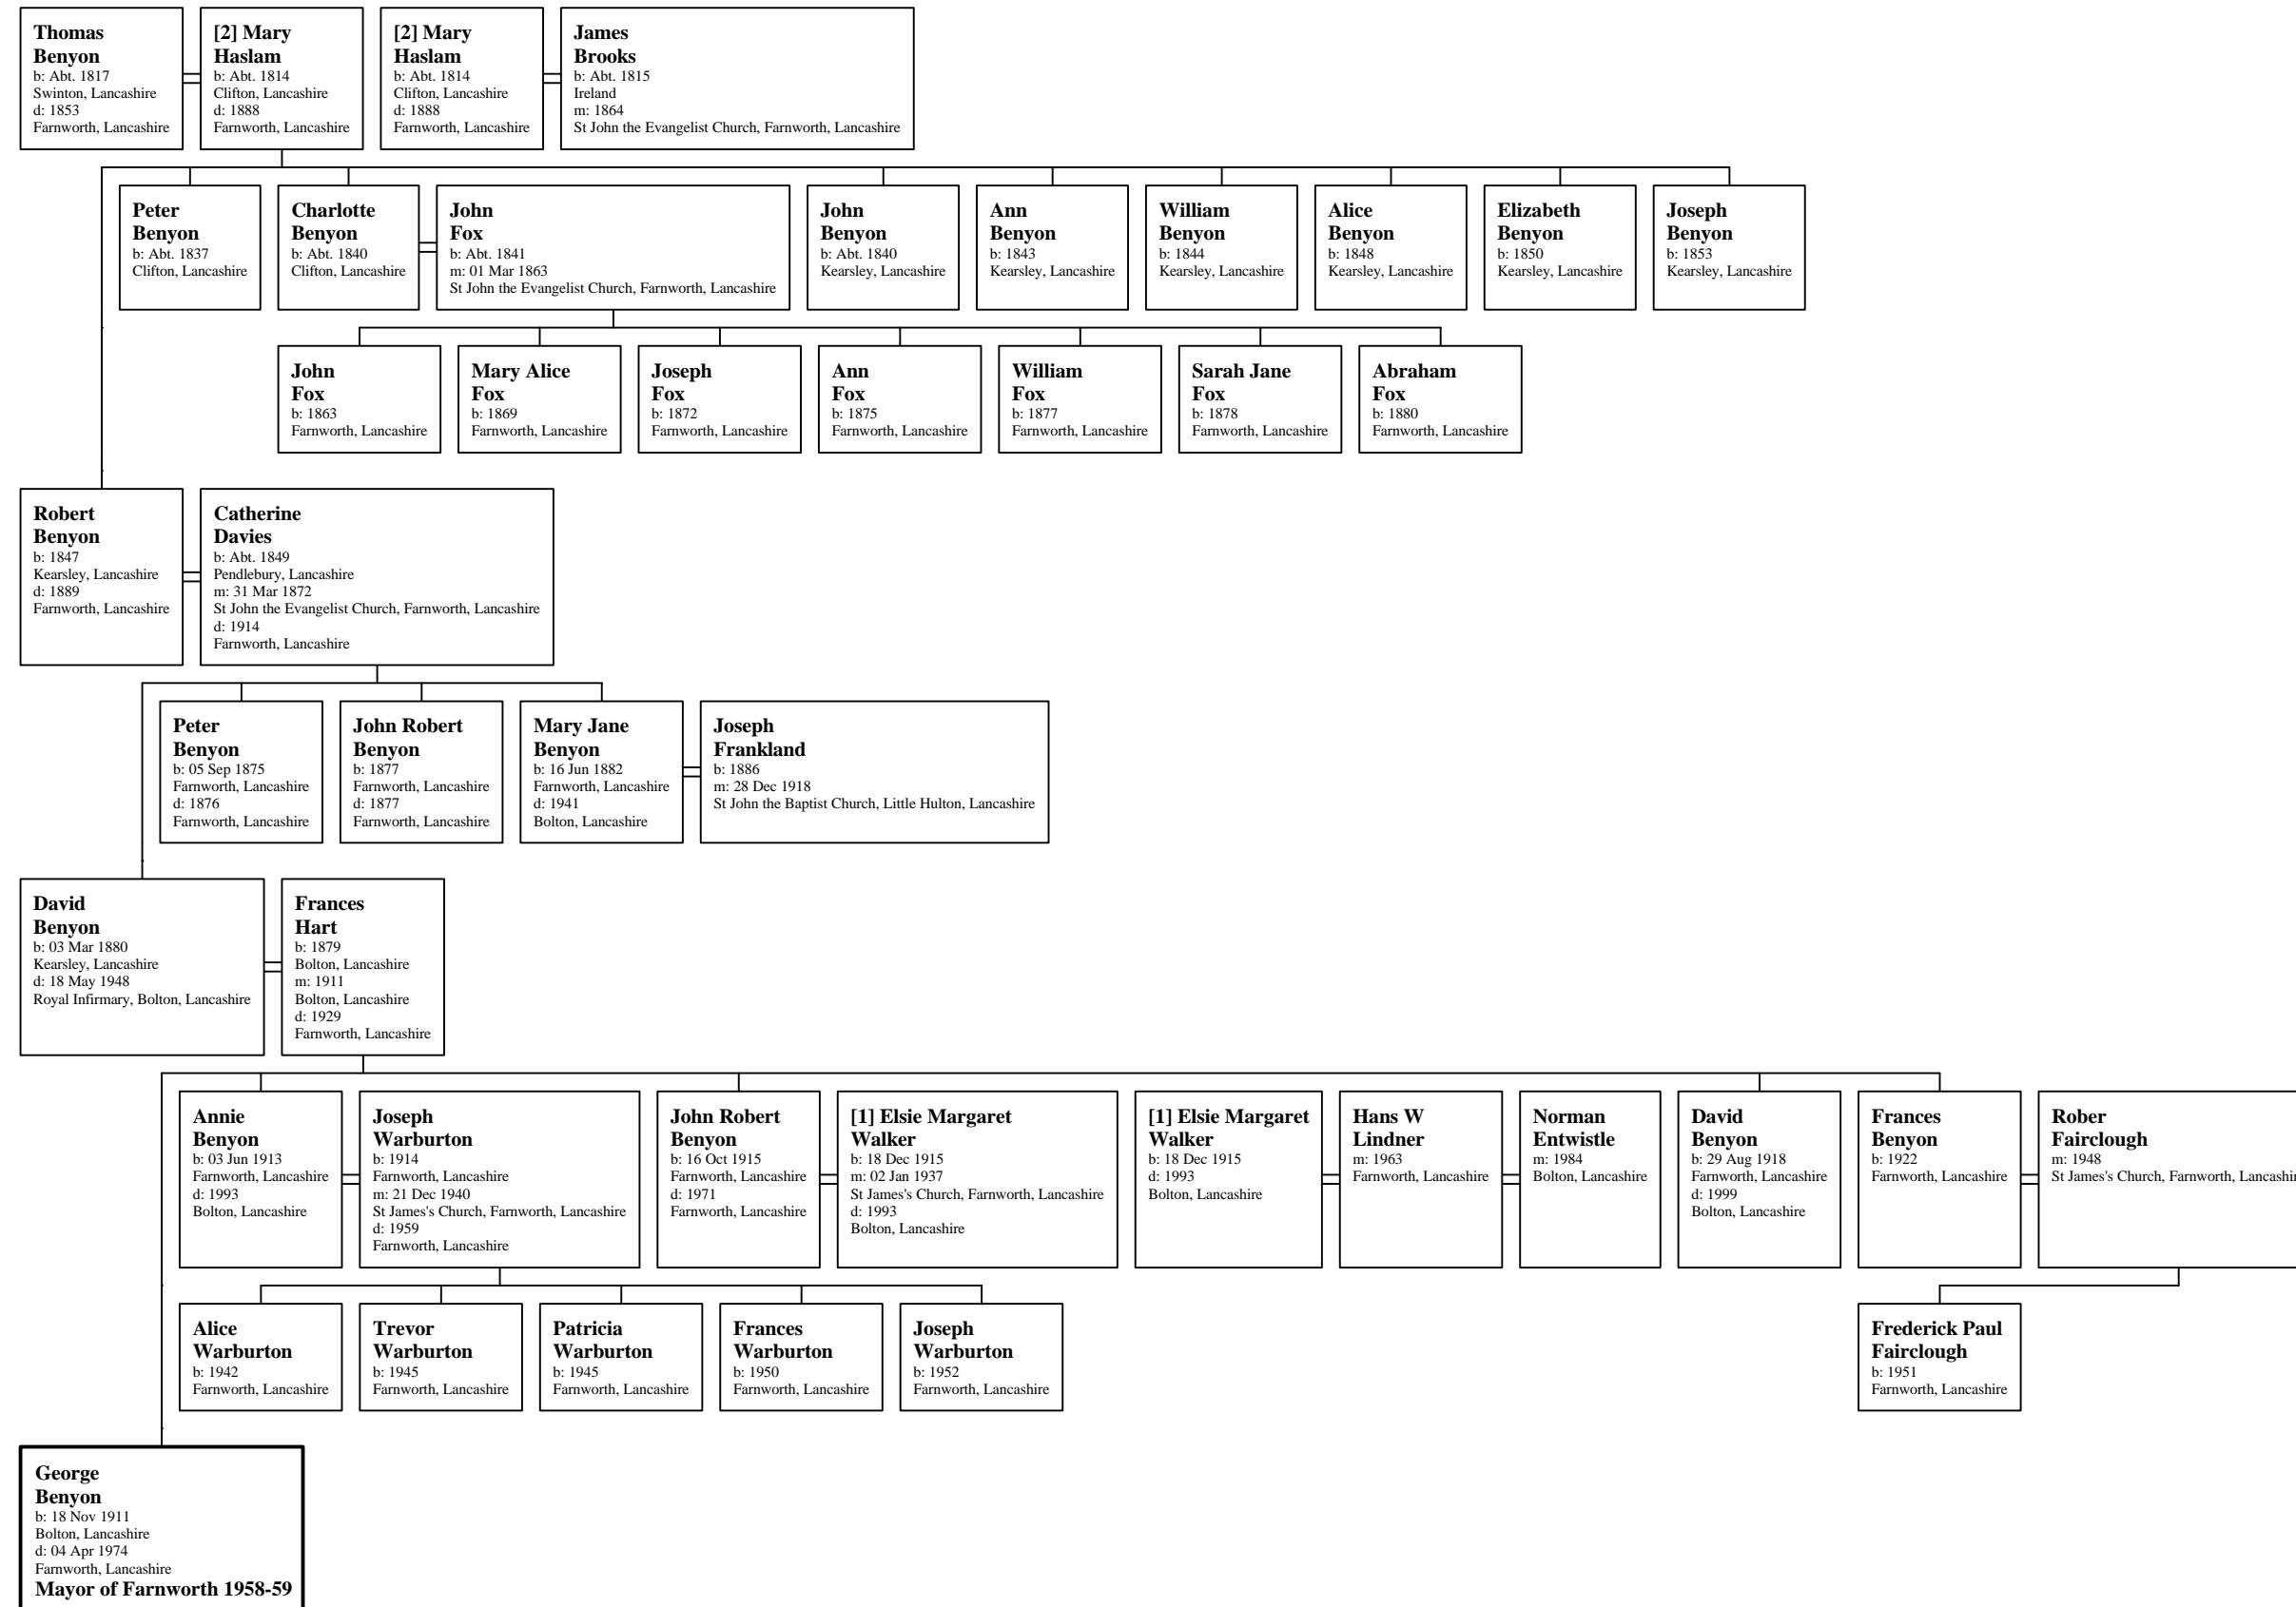 Thomas
Benyon
b: Abt. 1817
Swinton, Lancashire
d: 1853
Farnworth, Lancashire
[2] Mary
Haslam
b: Abt. 1814
Clifton, Lancashire
d: 1888
Farnworth, Lancashire
[2] Mary
Haslam
b: Abt. 1814
Clifton, Lancashire
d: 1888
Farnworth, Lancashire
James
Brooks
b: Abt. 1815
Ireland
m: 1864
St John the Evangelist Church, Farnworth, Lancashire
Peter
Benyon
b: Abt. 1837
Clifton, Lancashire
Charlotte
Benyon
b: Abt. 1840
Clifton, Lancashire
John
Fox
b: Abt. 1841
m: 01 Mar 1863
St John the Evangelist Church, Farnworth, Lancashire
John
Benyon
b: Abt. 1840
Kearsley, Lancashire
Ann
Benyon
b: 1843
Kearsley, Lancashire
William
Benyon
b: 1844
Kearsley, Lancashire
Alice
Benyon
b: 1848
Kearsley, Lancashire
Elizabeth
Benyon
b: 1850
Kearsley, Lancashire
Joseph
Benyon
b: 1853
Kearsley, Lancashire
John
Fox
b: 1863
Farnworth, Lancashire
Mary Alice
Fox
b: 1869
Farnworth, Lancashire
Joseph
Fox
b: 1872
Farnworth, Lancashire
Ann
Fox
b: 1875
Farnworth, Lancashire
William
Fox
b: 1877
Farnworth, Lancashire
Sarah Jane
Fox
b: 1878
Farnworth, Lancashire
Abraham
Fox
b: 1880
Farnworth, Lancashire
Robert
Benyon
b: 1847
Kearsley, Lancashire
d: 1889
Farnworth, Lancashire
Catherine
Davies
b: Abt. 1849
Pendlebury, Lancashire
m: 31 Mar 1872
St John the Evangelist Church, Farnworth, Lancashire
d: 1914
Farnworth, Lancashire
Peter
Benyon
b: 05 Sep 1875
Farnworth, Lancashire
d: 1876
Farnworth, Lancashire
John Robert
Benyon
b: 1877
Farnworth, Lancashire
d: 1877
Farnworth, Lancashire
Mary Jane
Benyon
b: 16 Jun 1882
Farnworth, Lancashire
d: 1941
Bolton, Lancashire
Joseph
Frankland
b: 1886
m: 28 Dec 1918
St John the Baptist Church, Little Hulton, Lancashire
David
Benyon
b: 03 Mar 1880
Kearsley, Lancashire
d: 18 May 1948
Royal Infirmary, Bolton, Lancashire
Frances
Hart
b: 1879
Bolton, Lancashire
m: 1911
Bolton, Lancashire
d: 1929
Farnworth, Lancashire
Annie
Benyon
b: 03 Jun 1913
Farnworth, Lancashire
d: 1993
Bolton, Lancashire
Joseph
Warburton
b: 1914
Farnworth, Lancashire
m: 21 Dec 1940
St James's Church, Farnworth, Lancashire
d: 1959
Farnworth, Lancashire
John Robert
Benyon
b: 16 Oct 1915
Farnworth, Lancashire
d: 1971
Farnworth, Lancashire
[1] Elsie Margaret
Walker
b: 18 Dec 1915
m: 02 Jan 1937
St James's Church, Farnworth, Lancashire
d: 1993
Bolton, Lancashire
[1] Elsie Margaret
Walker
b: 18 Dec 1915
d: 1993
Bolton, Lancashire
Hans W
Lindner
m: 1963
Farnworth, Lancashire
Norman
Entwistle
m: 1984
Bolton, Lancashire
David
Benyon
b: 29 Aug 1918
Farnworth, Lancashire
d: 1999
Bolton, Lancashire
Frances
Benyon
b: 1922
Farnworth, Lancashire
Rober
Fairclough
m: 1948
St James's Church, Farnworth, Lancashir
Alice
Warburton
b: 1942
Farnworth, Lancashire
Trevor
Warburton
b: 1945
Farnworth, Lancashire
Patricia
Warburton
b: 1945
Farnworth, Lancashire
Frances
Warburton
b: 1950
Farnworth, Lancashire
Joseph
Warburton
b: 1952
Farnworth, Lancashire
Frederick Paul
Fairclough
b: 1951
Farnworth, Lancashire
George
Benyon
b: 18 Nov 1911
Bolton, Lancashire
d: 04 Apr 1974
Farnworth, Lancashire
Mayor of Farnworth 1958-59